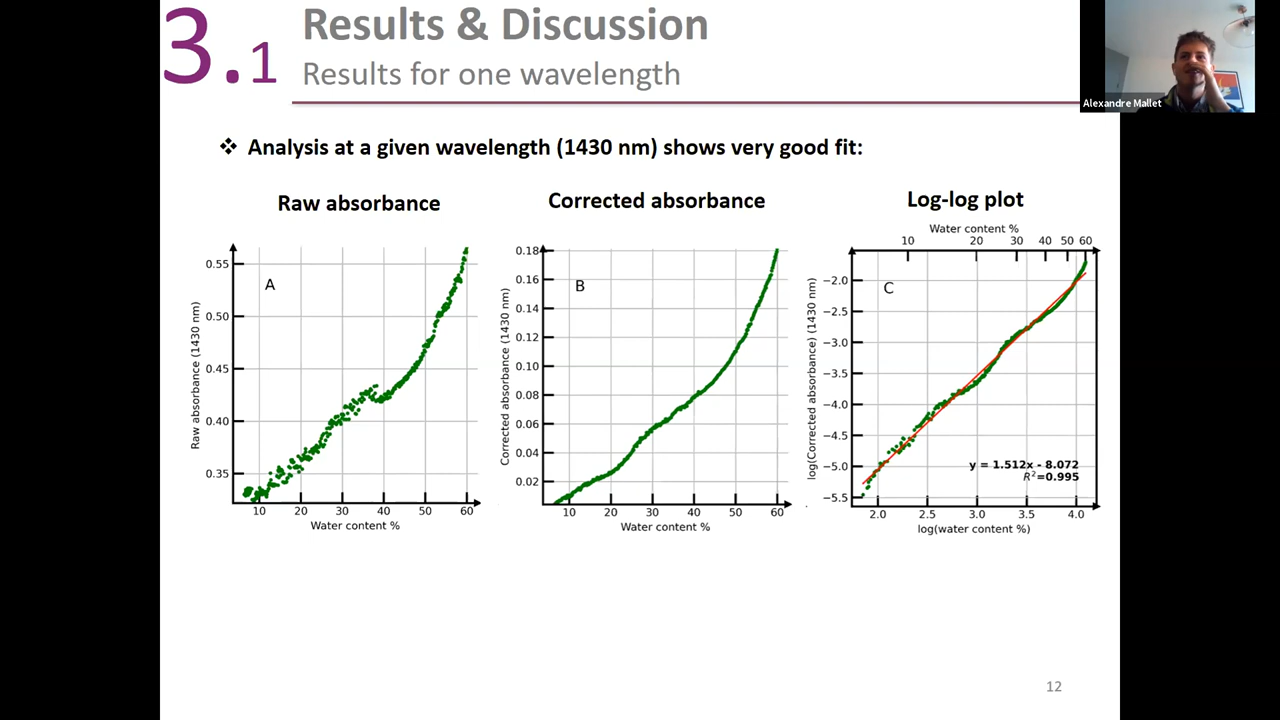 3.1
Results & Discussion
Results for one wavelength
Alexandre Mallet
❖ Analysis at a given wavelength (1430 nm) shows very good fit:
Raw absorbance
Corrected absorbance
Log-log plot
A
Raw absorbance (1430 nm)
0.55
0.50
0.45
0.40
0.35
10 20 30 40 50 60
Water content %
B
Corrected absorbance (1430 nm)
0.18
0.16
0.14
0.12
0.10
0.08
0.06
0.04
0.02
10 20 30 40 50 60
Water content %
Water content %
10 20 30 40 50 60
C
log(Corrected absorbance) (1430 nm)
−2.0
−2.5
−3.0
−3.5
−4.0
−4.5
−5.0
−5.5
y = 1.512x - 8.072
R²=0.995
2.0 2.5 3.0 3.5 4.0
log(water content %)
12